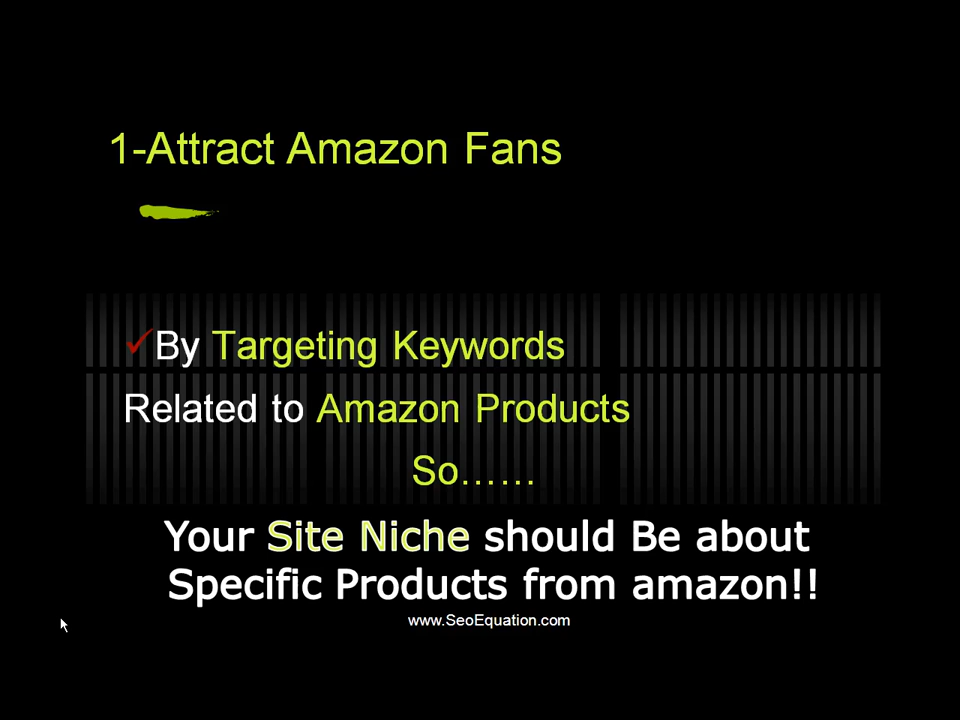 1-Attract Amazon Fans
By Targeting Keywords
Related to Amazon Products
So……
Your Site Niche should Be about
Specific Products from amazon!!
www.SeoEquation.com